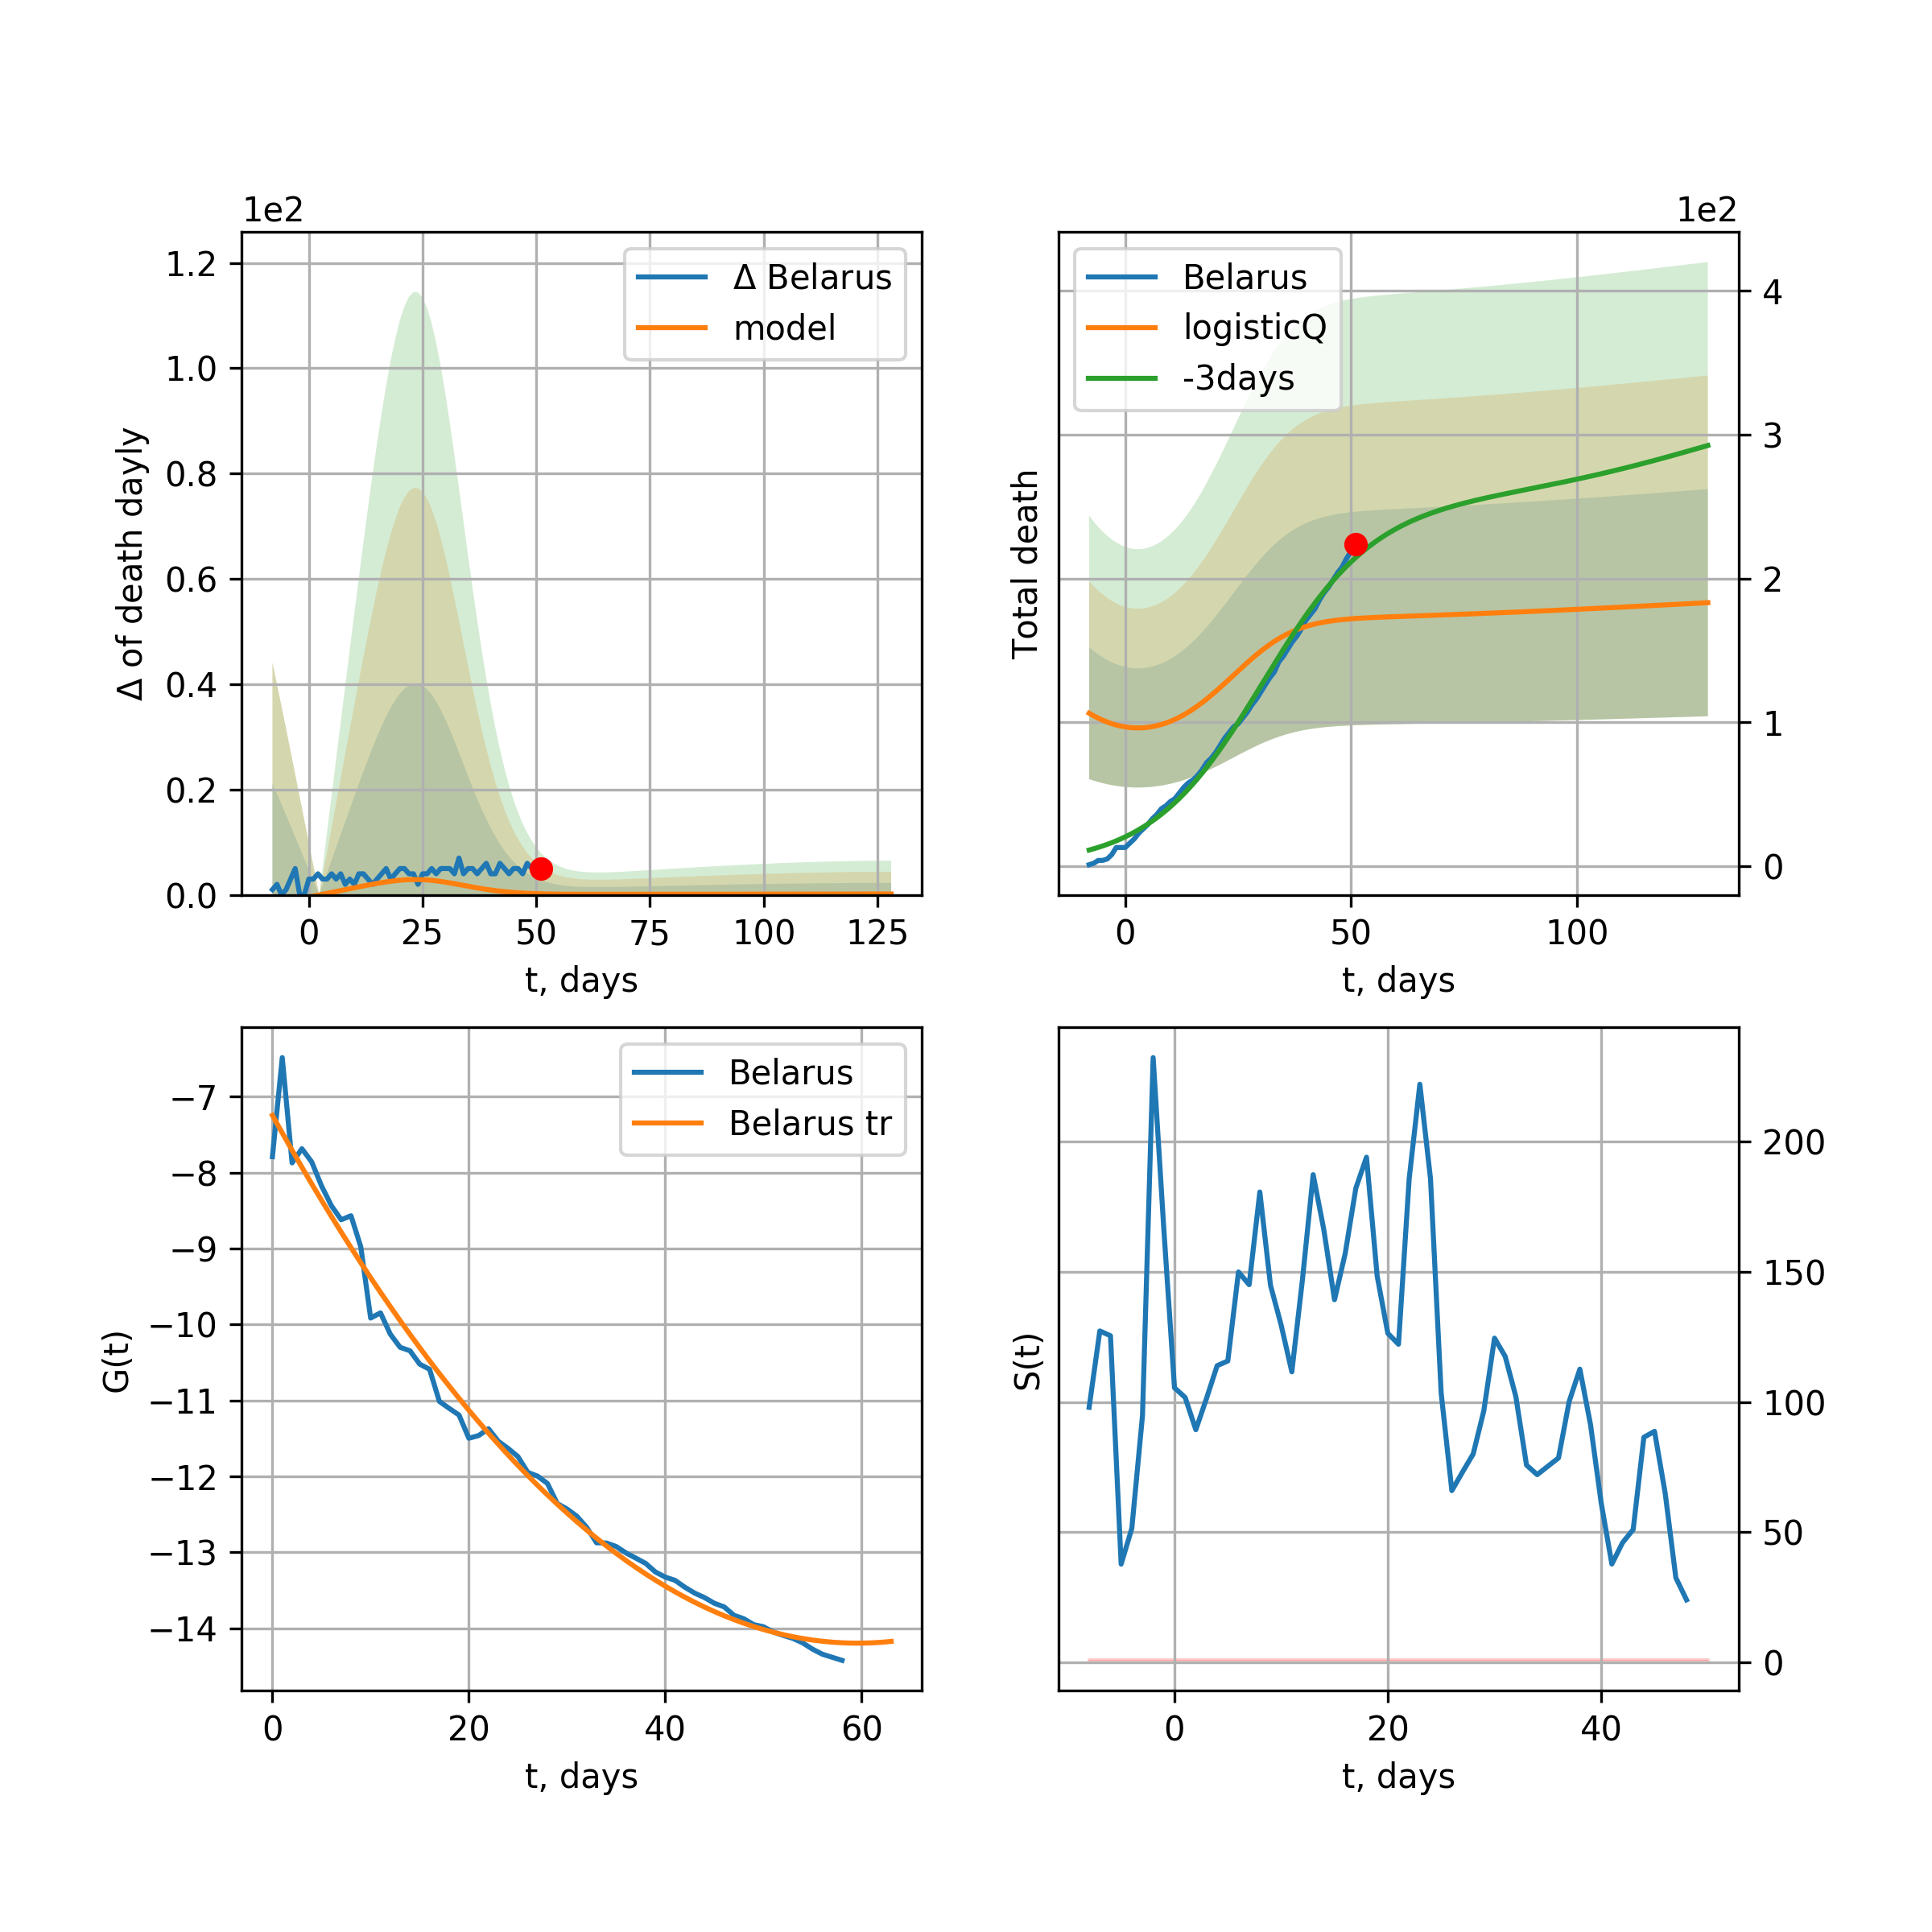 1e2
Δ of death dayly
1.2
1.0
0.8
0.6
0.4
0.2
0.0
0 25 50 75 100 125
t, days
Δ Belarus
model
1e2
Total death
4
3
2
1
0
0 50 100
t, days
Belarus
logisticQ
-3days
G(t)
−7
−8
−9
−10
−11
−12
−13
−14
0 20 40 60
t, days
Belarus
Belarus tr
S(t)
200
150
100
50
0
0 20 40
t, days